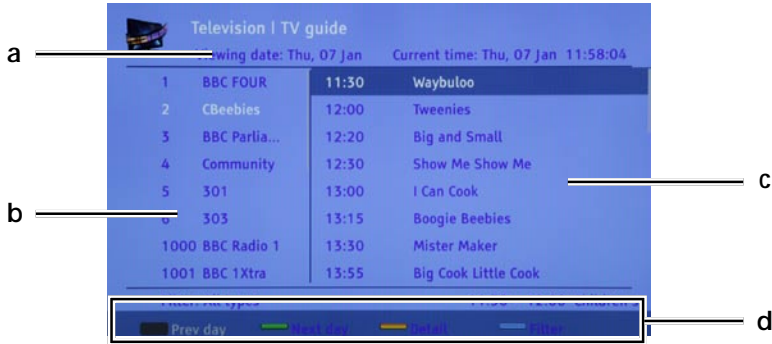 Television | TV guide
a
Viewing date: Thu, 07 Jan Current time: Thu, 07 Jan 11:58:04
1 BBC FOUR 11:30 Waybuloo
2 CBeebies 12:00 Tweenies
3 BBC Parlia... 12:20 Big and Small
4 Community 12:30 Show Me Show Me
c
5 301 13:00 I Can Cook
b
6 303 13:15 Boogie Beebies
1000 BBC Radio 1 13:30 Mister Maker
1001 BBC 1Xtra 13:55 Big Cook Little Cook
Filter: All types
d
Prev day Next day Detail Filter